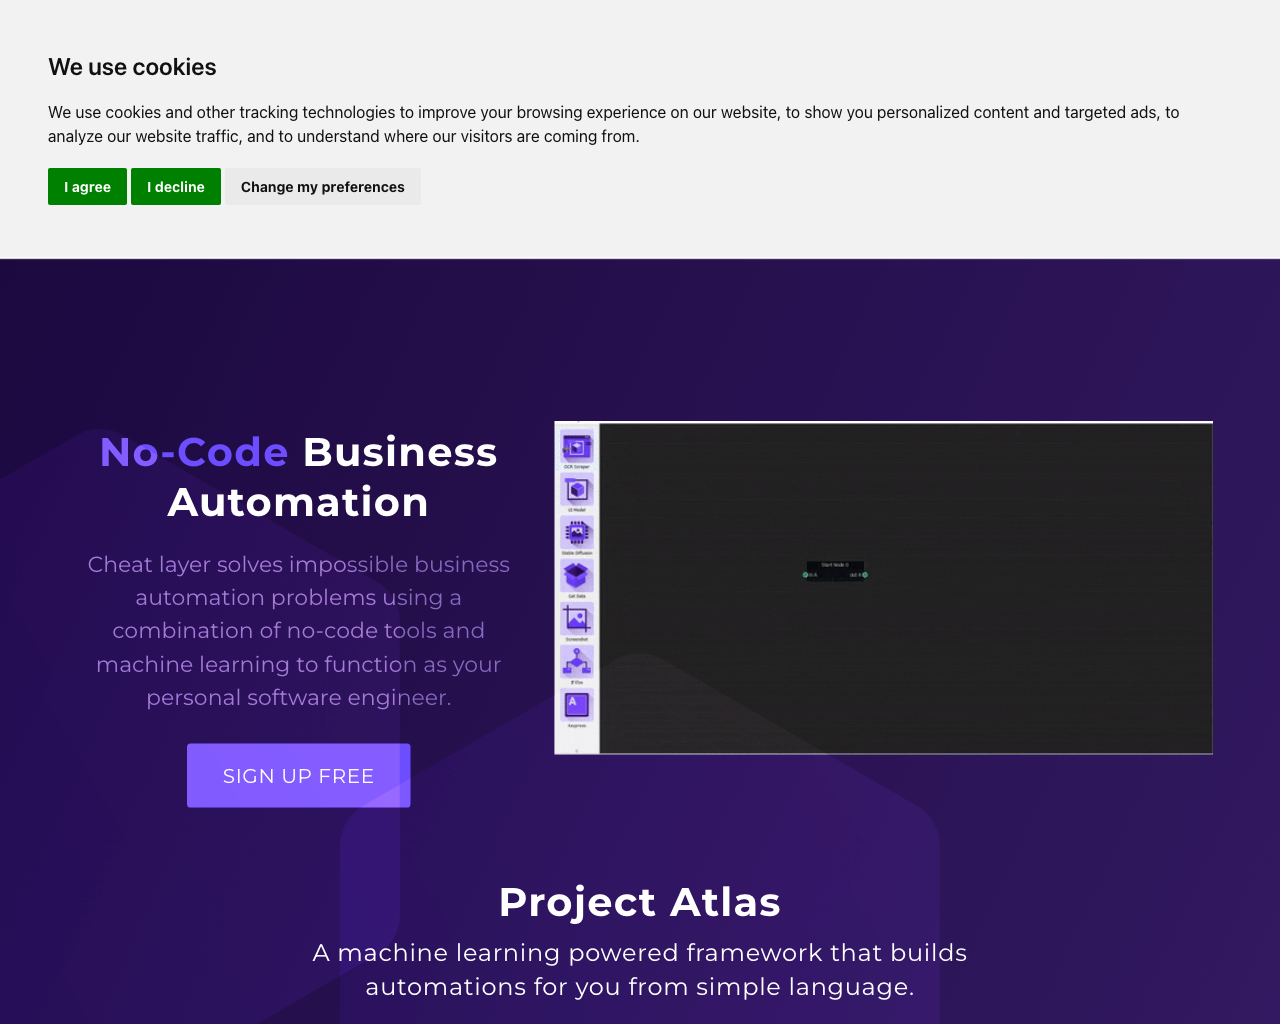 We use cookies
We use cookies and other tracking technologies to improve your browsing experience on our website, to show you personalized content and targeted ads, to
analyze our website traffic, and to understand where our visitors are coming from.
I agree
I decline
Change my preferences
No-Code Business
Automation
Cheat layer solves impossible business
automation problems using a
combination of no-code tools and
machine learning to function as your
personal software engineer.
SIGN UP FREE
OCR Scraper
UI Model
Stable Diffusion
Get Data
Screenshot
If Else
Keypress
Start Node 0
in A
out A
Project Atlas
A machine learning powered framework that builds
automations for you from simple language.